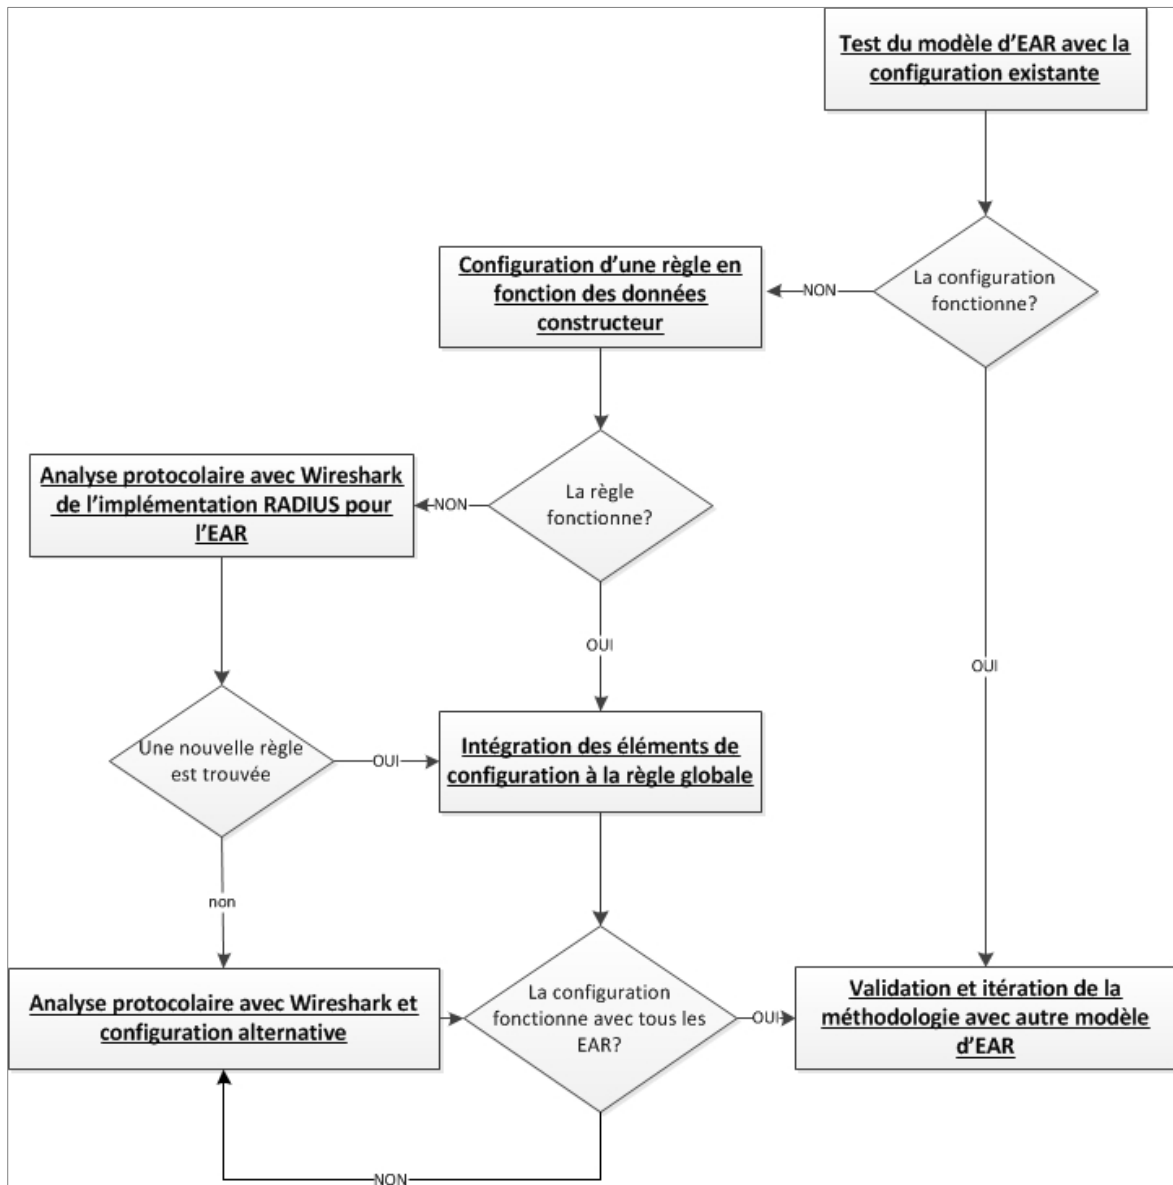 Test du modèle d'EAR avec la
configuration existante
La configuration
fonctionne?
NON
Configuration d'une règle en
fonction des données
constructeur
La règle
fonctionne?
NON
Analyse protocolaire avec Wireshark
de l'implémentation RADIUS pour
l'EAR
OUI
OUI
Une nouvelle règle
est trouvée
OUI
Intégration des éléments de
configuration à la règle globale
non
Analyse protocolaire avec Wireshark et
configuration alternative
La configuration
fonctionne avec tous les
EAR?
OUI
Validation et itération de la
méthodologie avec autre modèle
d'EAR
NON